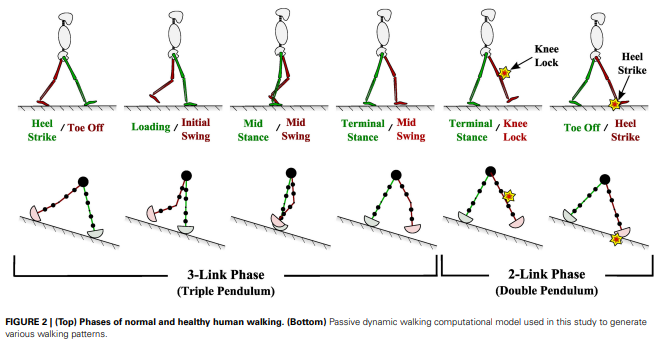 Knee
Lock
Heel
Strike
Heel
Strike / Toe Off
Loading / Initial
Swing
Mid
Stance / Mid
Swing
Terminal
Stance / Mid
Swing
Terminal
Stance / Knee
Lock
Toe Off / Heel
Strike
3-Link Phase
(Triple Pendulum)
2-Link Phase
(Double Pendulum)
FIGURE 2 | (Top) Phases of normal and healthy human walking. (Bottom) Passive dynamic walking computational model used in this study to generate
various walking patterns.